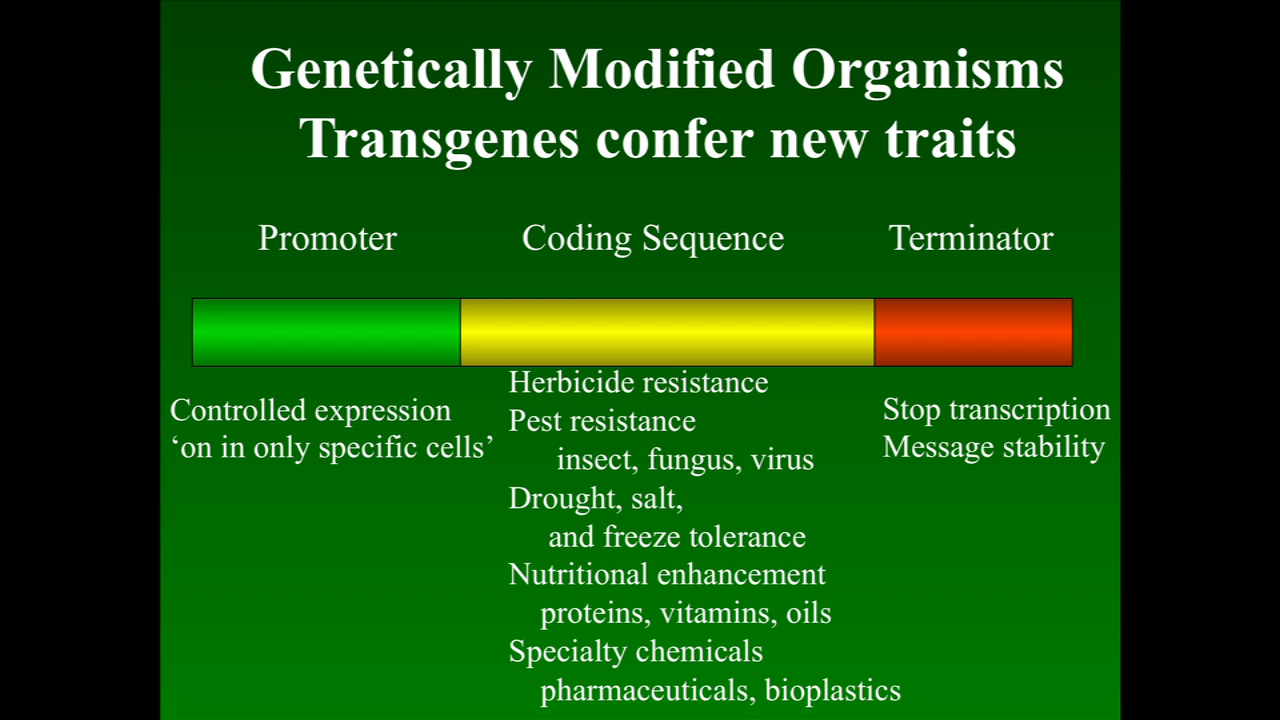 Genetically Modified Organisms
Transgenes confer new traits
Promoter
Coding Sequence
Terminator
Controlled expression
‘on in only specific cells’
Herbicide resistance
Pest resistance
insect, fungus, virus
Drought, salt,
and freeze tolerance
Nutritional enhancement
proteins, vitamins, oils
Specialty chemicals
pharmaceuticals, bioplastics
Stop transcription
Message stability